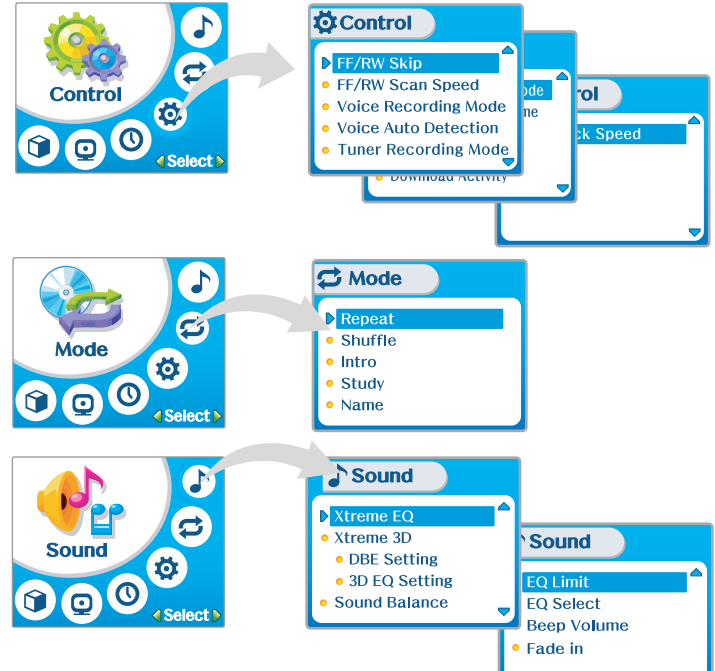 Control
Select
Control
FF/RW Skip
FF/RW Scan Speed
Voice Recording Mode
Voice Auto Detection
Tuner Recording Mode
Download Activity
ck Speed
Mode
Select
Mode
Repeat
Shuffle
Intro
Study
Name
Sound
Select
Sound
Xtreme EQ
Xtreme 3D
DBE Setting
3D EQ Setting
Sound Balance
Sound
EQ Limit
EQ Select
Beep Volume
Fade in